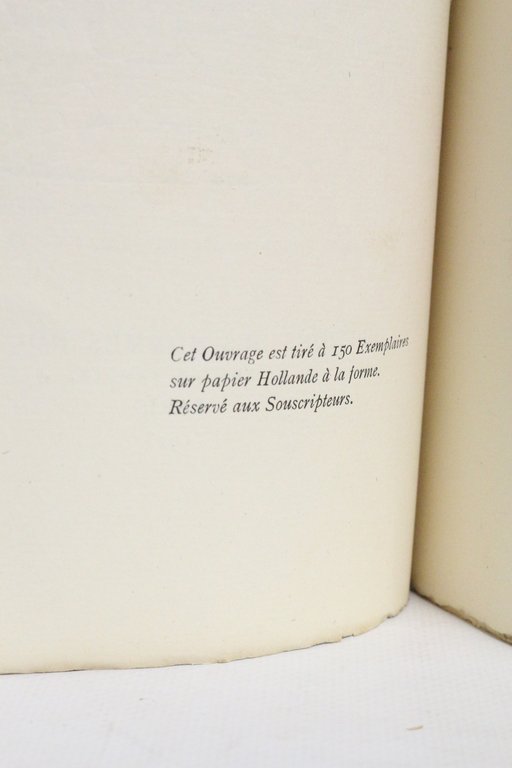 Cet Ouvrage est tiré à 150 Exemplaires
sur papier Hollande à la forme.
Réservé aux Souscripteurs.